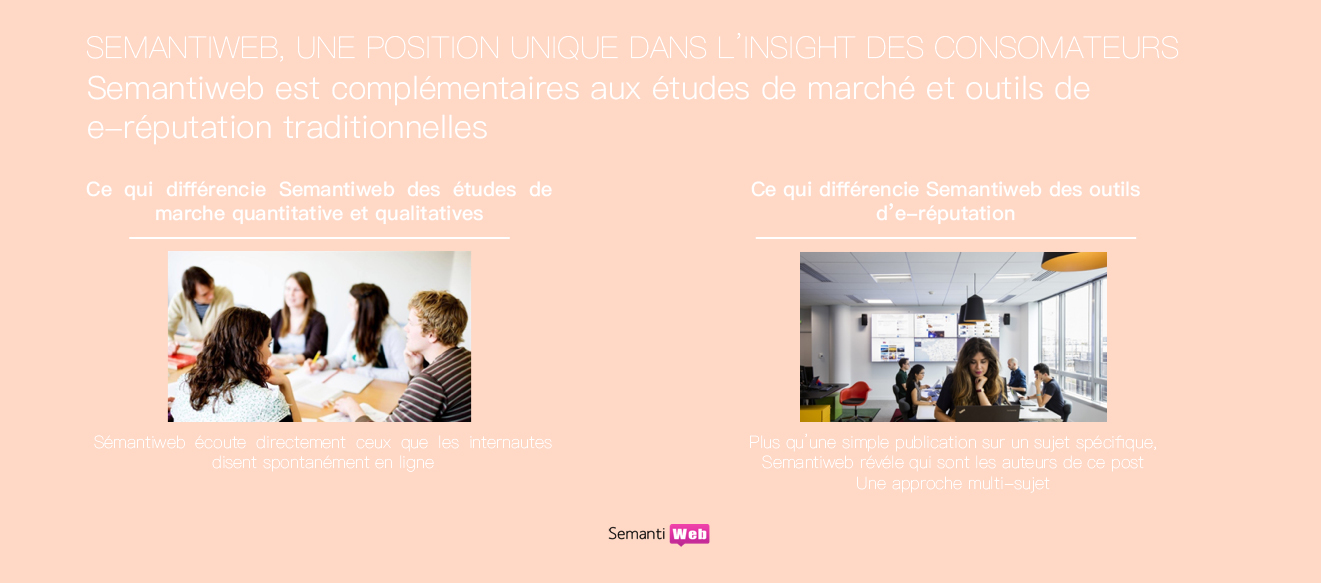 SEMANTIWEB, UNE POSITION UNIQUE DANS L'INSIGHT DES CONSOMATEURS
Semantiweb est complémentaires aux études de marché et outils de
e-réputation traditionnelles
Ce qui différencie Semantiweb des études de
marche quantitative et qualitatives
Ce qui différencie Semantiweb des outils
d'e-réputation
Sémantiweb écoute directement ceux que les internautes
disent spontanément en ligne
Plus qu'une simple publication sur un sujet spécifique,
Semantiweb révéle qui sont les auteurs de ce post
Une approche multi-sujet
Semanti Web